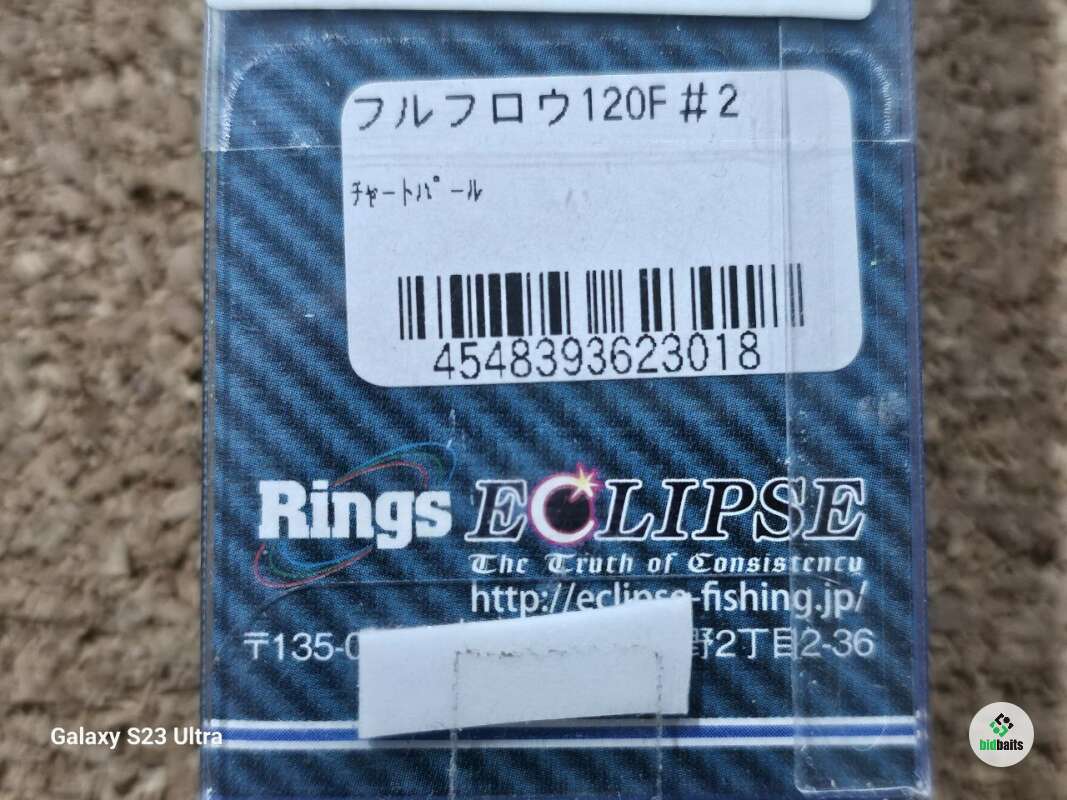 フルフロウ120F#2
ﾁｬｰﾄﾊﾟｰﾙ
4548393623018
Rings ECLIPSE
The Truth of Consistency
http://eclipse-fishing.jp/
〒135-0 野2丁目2-36
Galaxy S23 Ultra
bidbaits